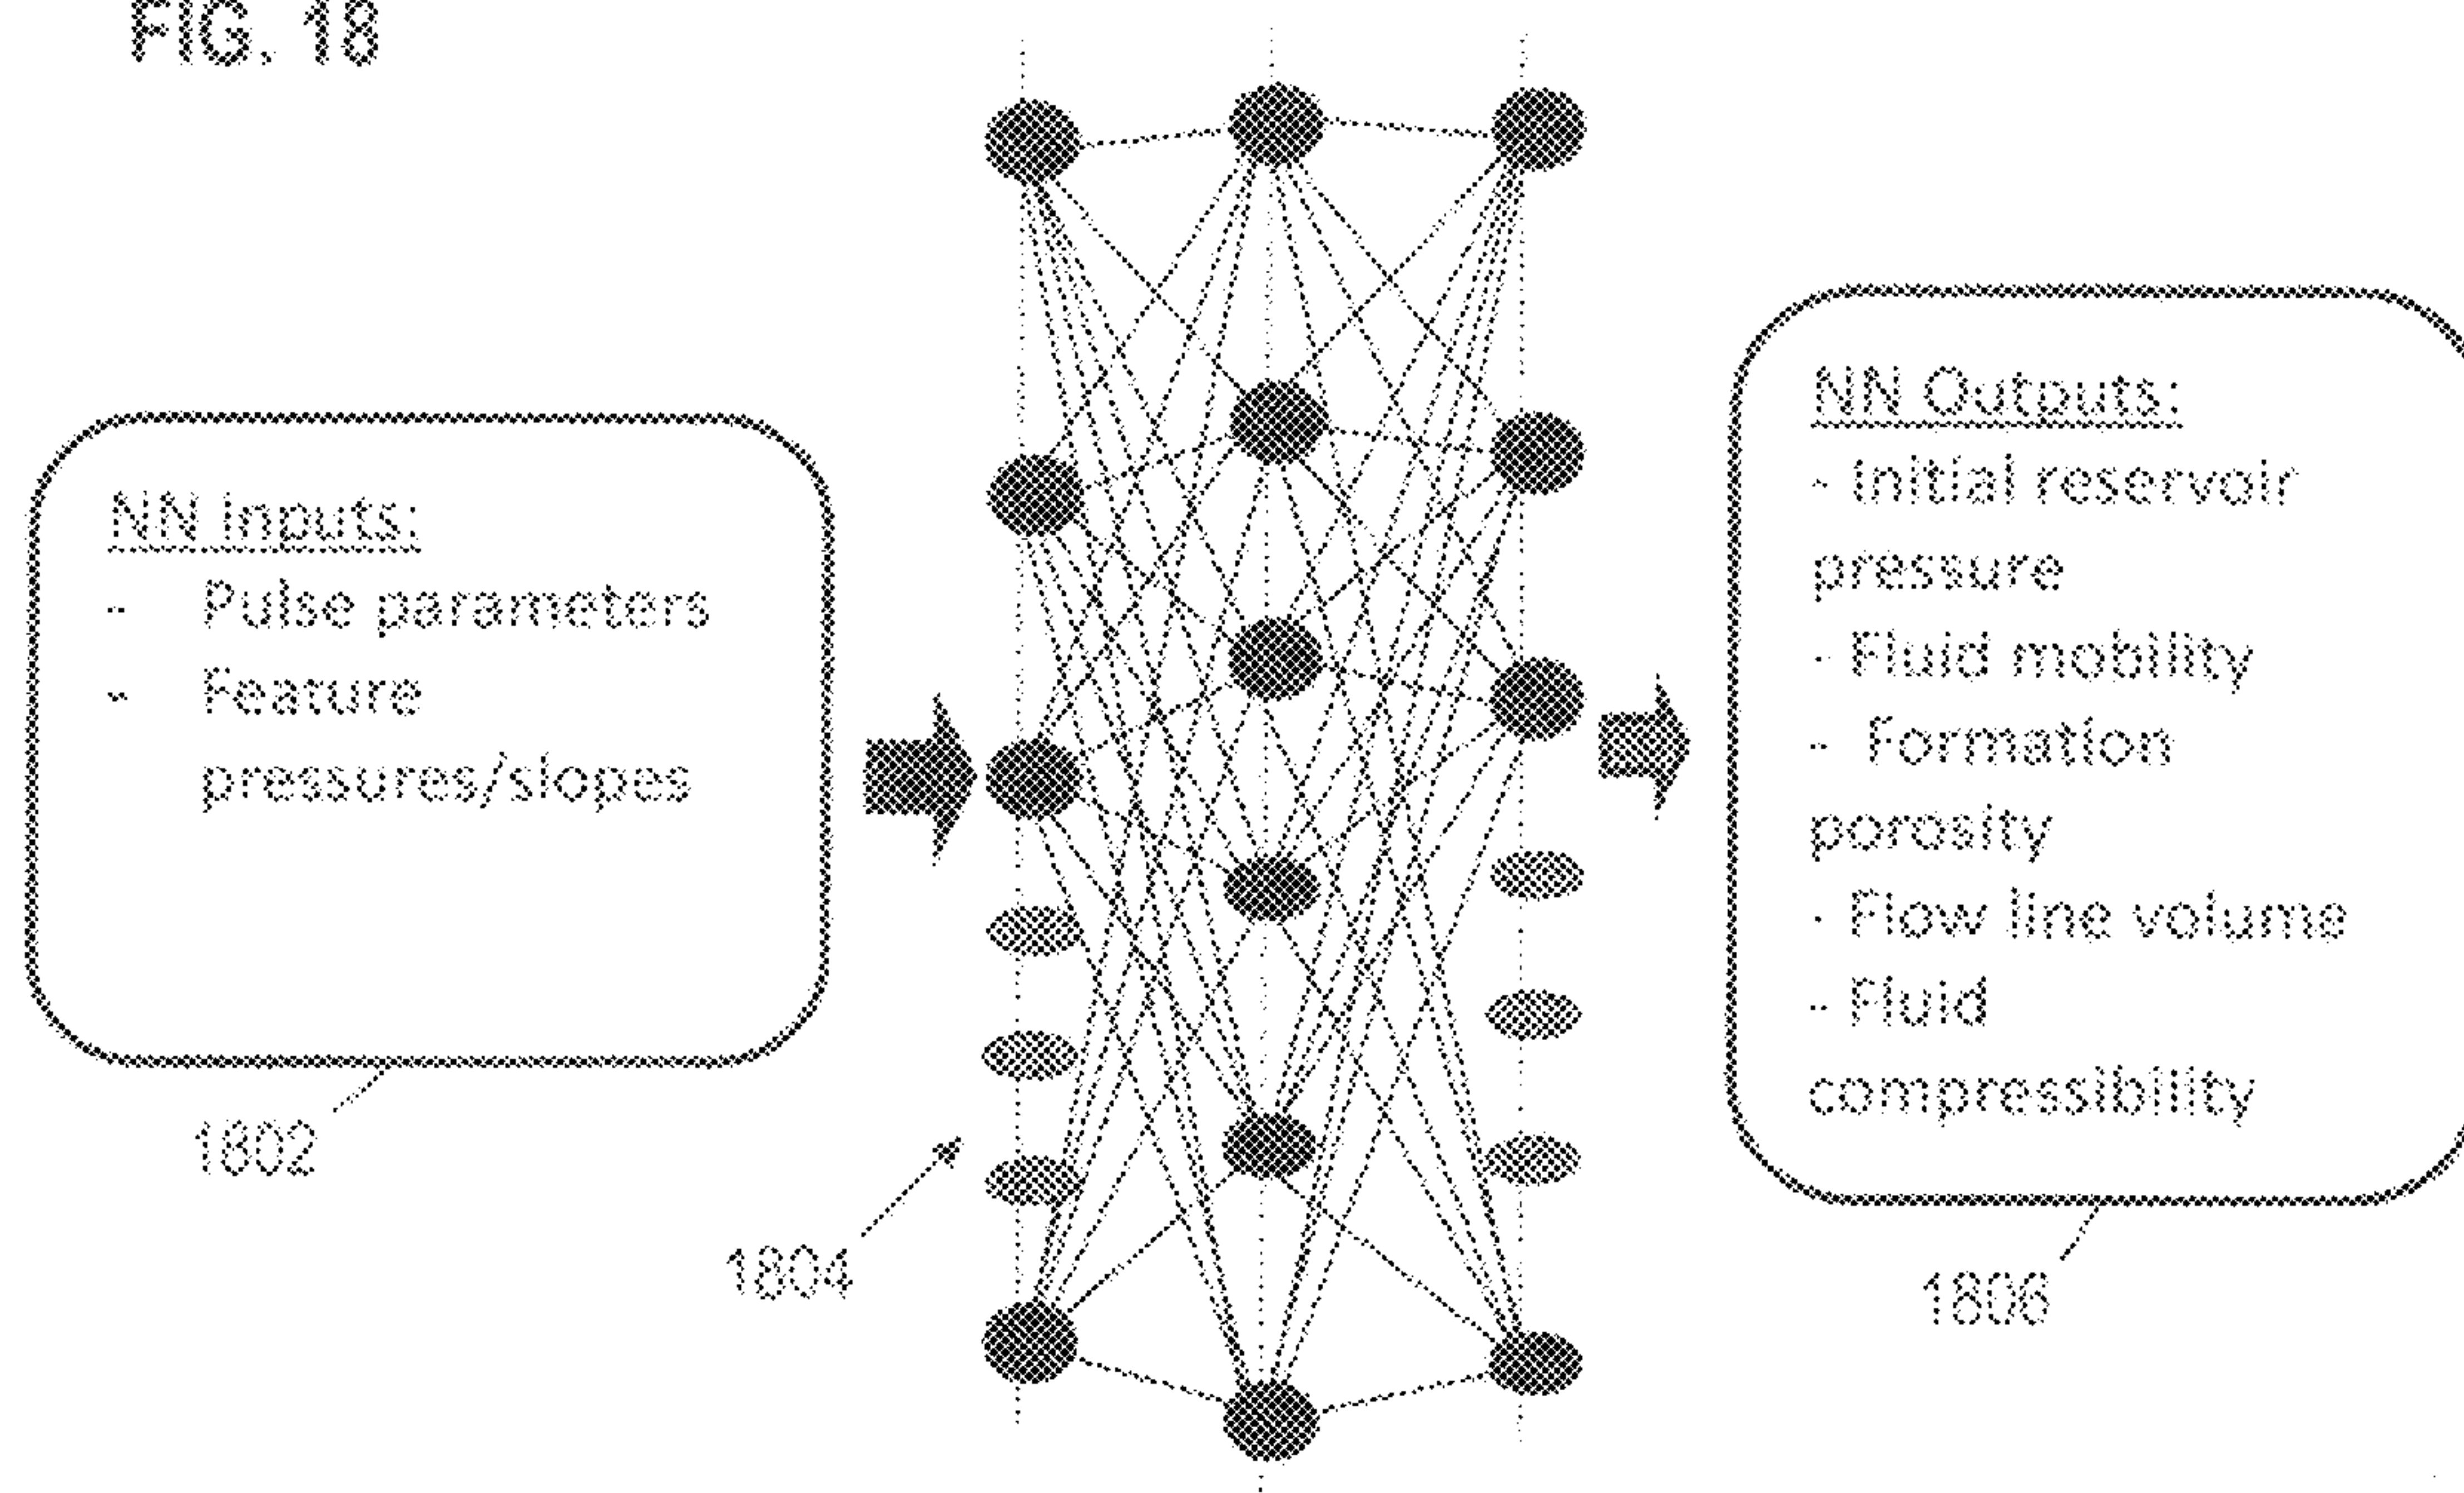 FIG. 18
NN Inputs:
- Pulse parameters
- Feature
pressures/slopes
1802
1804
NN Outputs:
- Initial reservoir
pressure
- Fluid mobility
- Formation
porosity
- Flow line volume
- Fluid
compressibility
1806